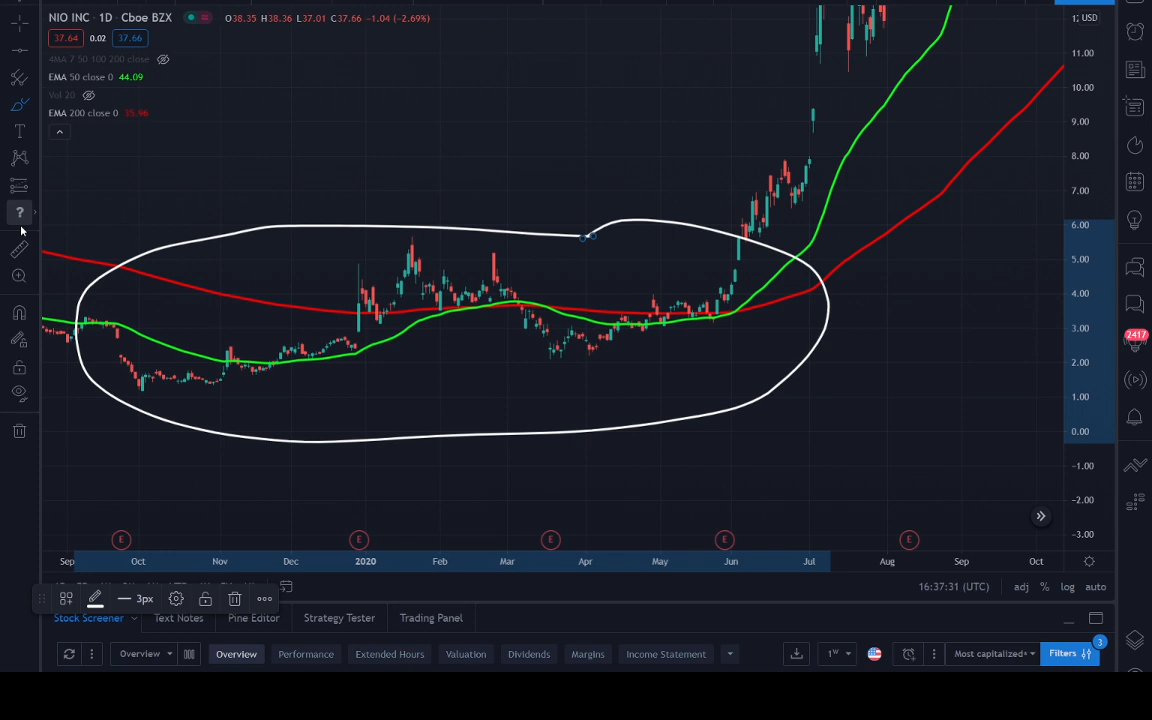 NIO INC · 1D · Cboe BZX O38.35 H38.36 L37.01 C37.66 -1.04 (-2.69%)
37.64 0.02 37.66
4MA 7 50 100 200 close
EMA 50 close 0 44.09
Vol 20
EMA 200 close 0 35.96
USD
11.00
10.00
9.00
8.00
7.00
6.00
5.00
4.00
3.00
2.00
1.00
0.00
-1.00
-2.00
-3.00
2417
E E E E E
Sep Oct Nov Dec 2020 Feb Mar Apr May Jun Jul Aug Sep Oct
16:37:31 (UTC) adj % log auto
3px
Stock Screener Text Notes Pine Editor Strategy Tester Trading Panel
Overview Overview Performance Extended Hours Valuation Dividends Margins Income Statement 1W Most capitalized Filters 3